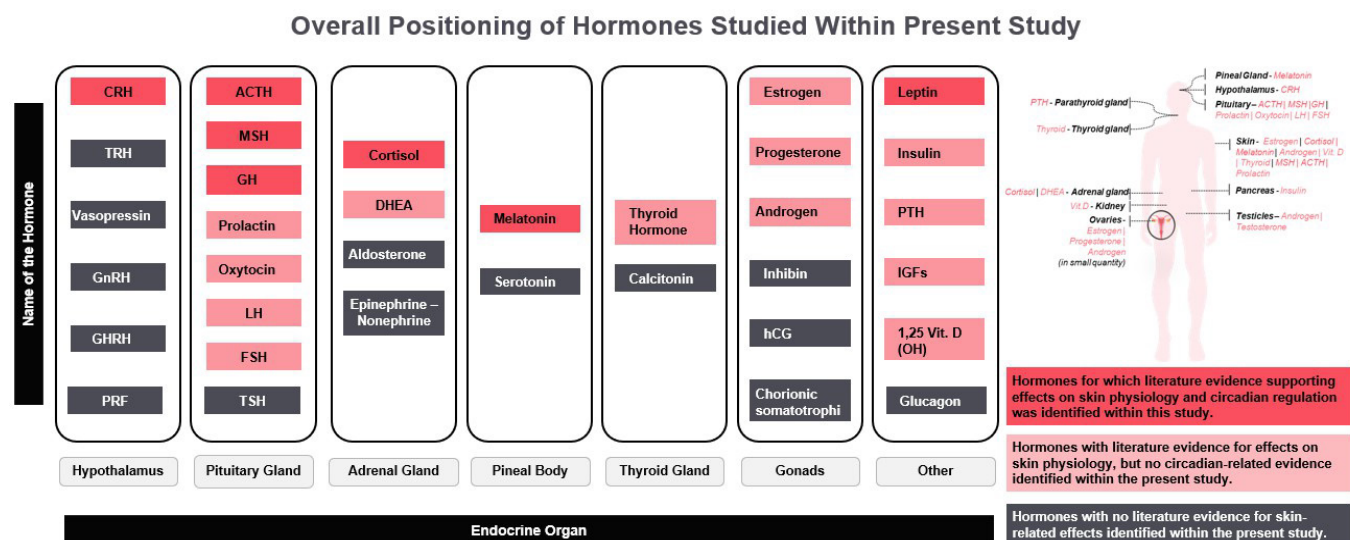 Overall Positioning of Hormones Studied Within Present Study
Name of the Hormone
CRH
TRH
Vasopressin
GnRH
GHRH
PRF
Hypothalamus
ACTH
MSH
GH
Prolactin
Oxytocin
LH
FSH
TSH
Pituitary Gland
Cortisol
DHEA
Aldosterone
Epinephrine –
Nonephrine
Adrenal Gland
Melatonin
Serotonin
Pineal Body
Thyroid
Hormone
Calcitonin
Thyroid Gland
Estrogen
Progesterone
Androgen
Inhibin
hCG
Chorionic
somatotrophi
Gonads
Leptin
Insulin
PTH
IGFs
1,25 Vit. D
(OH)
Glucagon
Other
Endocrine Organ
PTH - Parathyroid gland
Thyroid - Thyroid gland
Cortisol | DHEA - Adrenal gland
Vit.D - Kidney
Ovaries-
Estrogen |
Progesterone |
Androgen
(in small quantity)
Pineal Gland - Melatonin
Hypothalamus - CRH
Pituitary– ACTH| MSH |GH |
Prolactin | Oxytocin | LH | FSH
Skin - Estrogen | Cortisol |
Melatonin | Androgen | Vit. D
| Thyroid | MSH | ACTH |
Prolactin
Pancreas - Insulin
Testicles– Androgen |
Testosterone
Hormones for which literature evidence supporting
effects on skin physiology and circadian regulation
was identified within this study.
Hormones with literature evidence for effects on
skin physiology, but no circadian-related evidence
identified within the present study.
Hormones with no literature evidence for skin-
related effects identified within the present study.